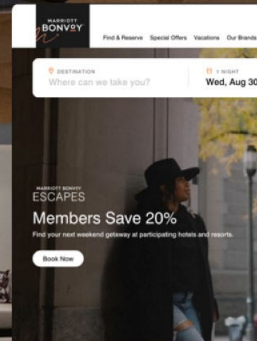 MARRIOTT
BONVOY
Find & Reserve Special Offers Vacations Our Brands
DESTINATION
1 NIGHT
Where can we take you?
Wed, Aug 30
MARRIOTT BONVOY
ESCAPES
Members Save 20%
Find your next weekend getaway at participating hotels and resorts.
Book Now